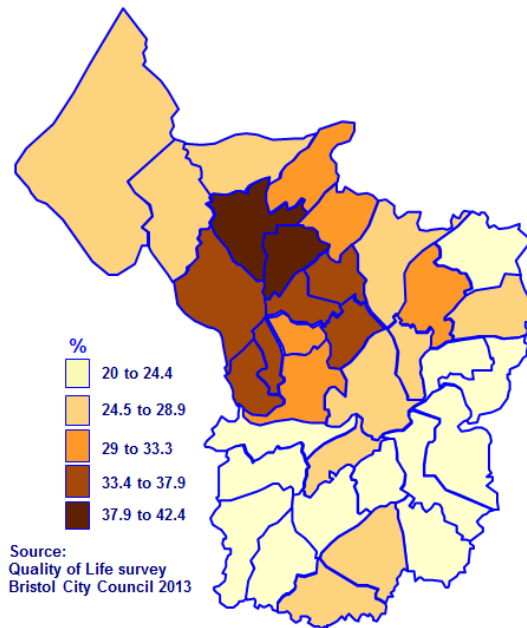 %
20 to 24.4
24.5 to 28.9
29 to 33.3
33.4 to 37.9
37.9 to 42.4
Source:
Quality of Life survey
Bristol City Council 2013